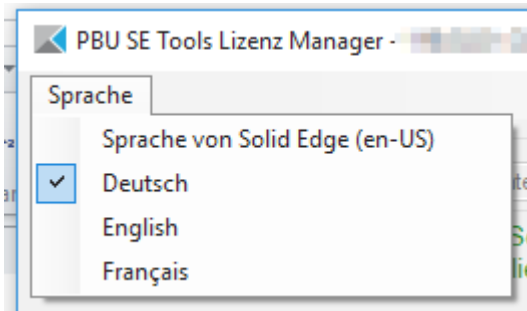 PBU SE Tools Lizenz Manager -
Sprache
Sprache von Solid Edge (en-US)
Deutsch
English
Français